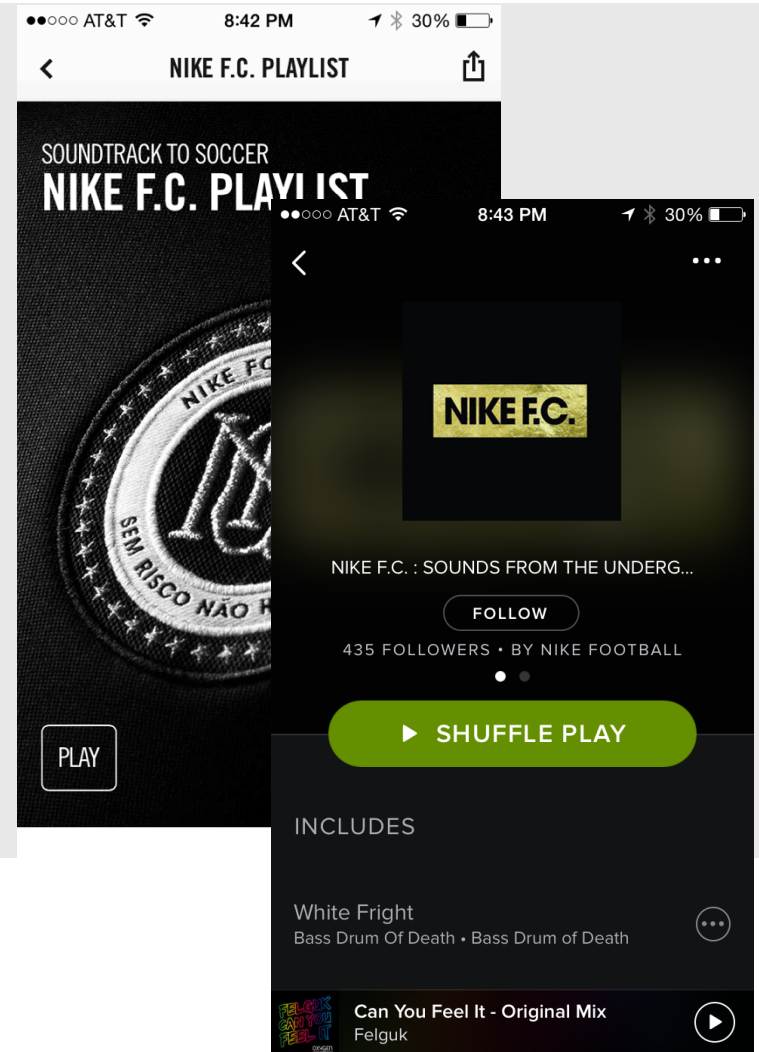 AT&T 8:42 PM 30%
NIKE F.C. PLAYLIST
SOUNDTRACK TO SOCCER
NIKE F.C. PLAYLIST
NIKE FC
SEM RISCO NÃO
PLAY
AT&T 8:43 PM 30%
NIKE F.C.
NIKE F.C. : SOUNDS FROM THE UNDERG...
FOLLOW
435 FOLLOWERS • BY NIKE FOOTBALL
SHUFFLE PLAY
INCLUDES
White Fright
Bass Drum Of Death • Bass Drum of Death
FELGUK
CAN YOU
FEEL IT
OXYGEN
Can You Feel It - Original Mix
Felguk